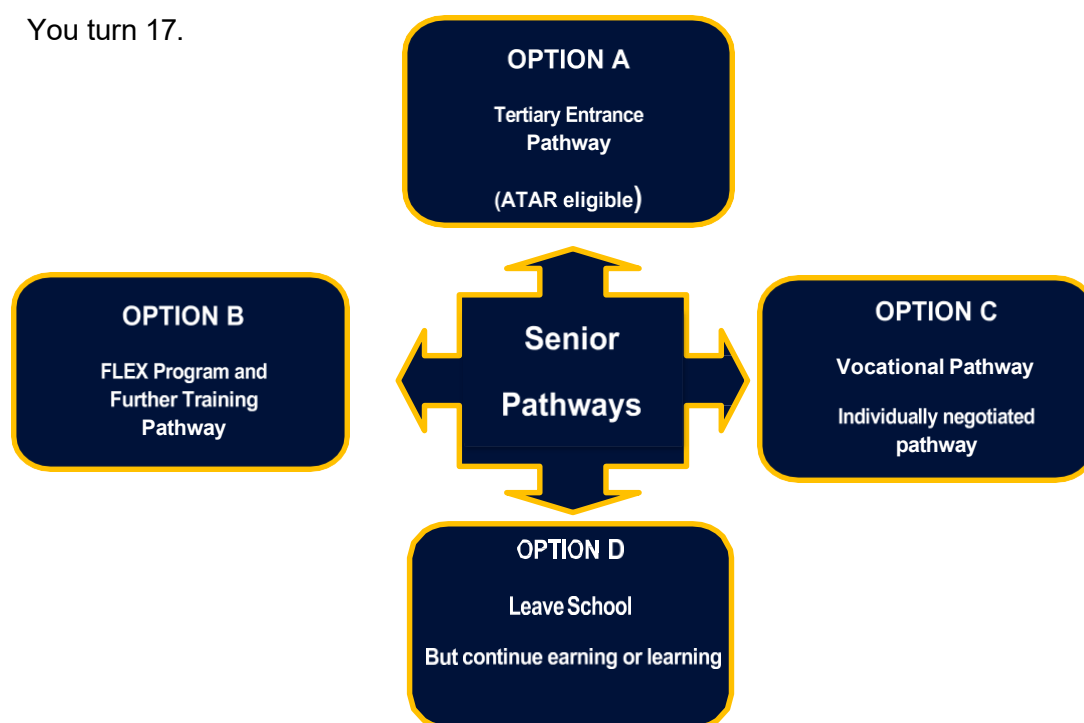 You turn 17.
OPTION A
Tertiary Entrance
Pathway
(ATAR eligible)
OPTION B
FLEX Program and
Further Training
Pathway
Senior
Pathways
OPTION C
Vocational Pathway
Individually negotiated
pathway
OPTION D
Leave School
But continue earning or learning